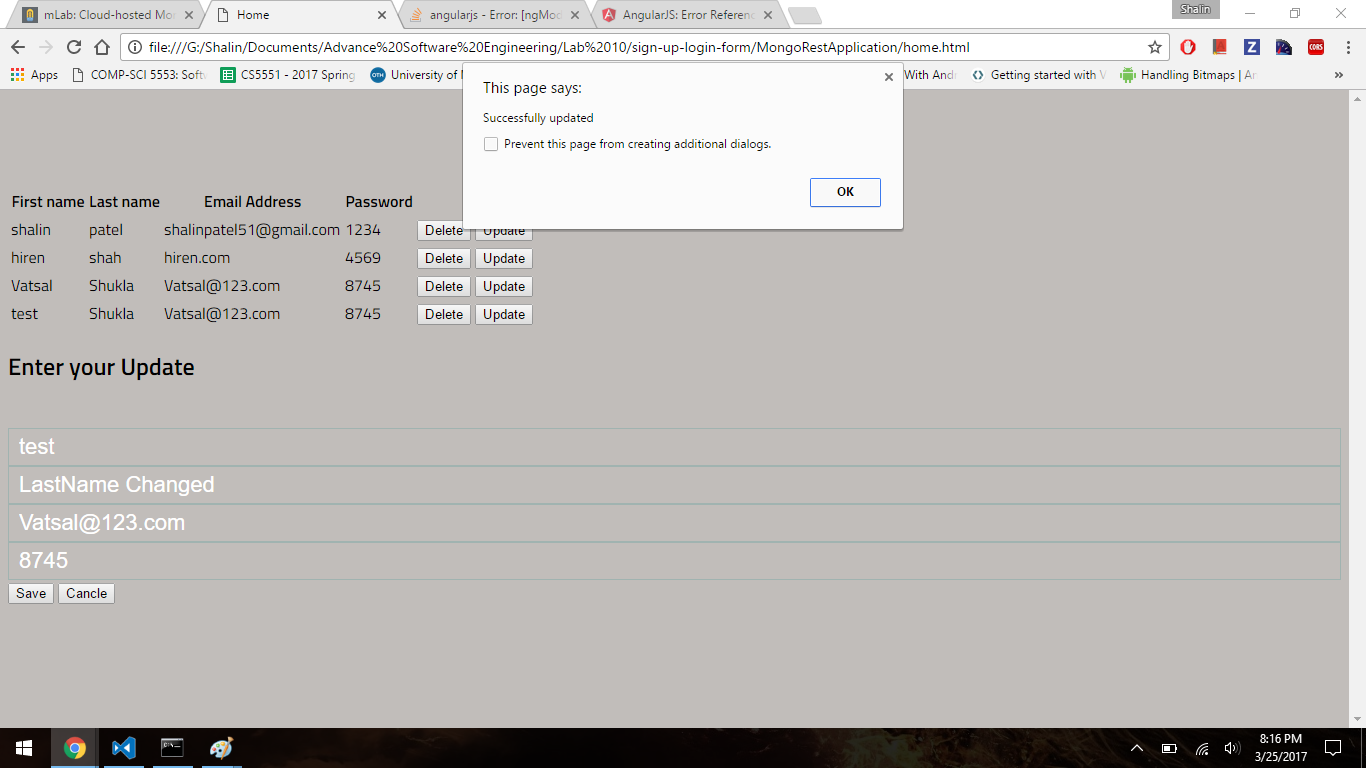 mLab: Cloud-hosted Mo
Home
angularjs - Error: [ngMod
AngularJS: Error Referenc
Shalin
file:///G:/Shalin/Documents/Advance%20Software%20Engineering/Lab%2010/sign-up-login-form/MongoRestApplication/home.html
CORS
Apps
COMP-SCI 5553: Softw
CS5551 - 2017 Spring
University of
With And
Getting started with V
Handling Bitmaps | An
This page says:
Successfully updated
Prevent this page from creating additional dialogs.
OK
First name Last name Email Address Password
shalin patel shalinpatel51@gmail.com 1234 Delete Update
hiren shah hiren.com 4569 Delete Update
Vatsal Shukla Vatsal@123.com 8745 Delete Update
test Shukla Vatsal@123.com 8745 Delete Update
Enter your Update
test
LastName Changed
Vatsal@123.com
8745
Save Cancle
8:16 PM
3/25/2017